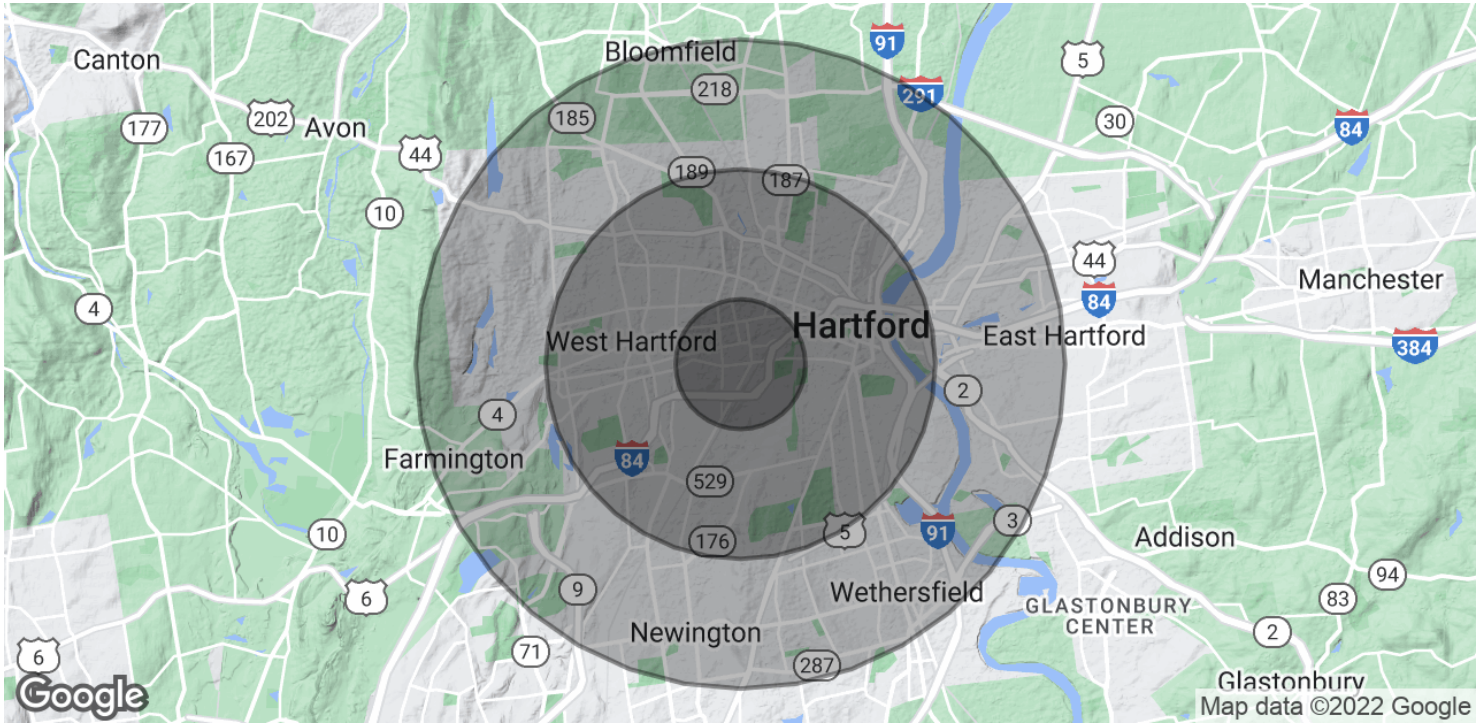 Bloomfield
91
5
Canton
218
291
202
185
30
177
Avon
84
167
44
189
187
10
44
Manchester
84
4
Hartford
West Hartford
East Hartford
384
2
4
Farmington
84
529
3
10
176
5
91
Addison
94
9
Wethersfield
6
83
GLASTONBURY
CENTER
Newington
2
71
6
287
Glastonbury
Google
Map data ©2022 Google